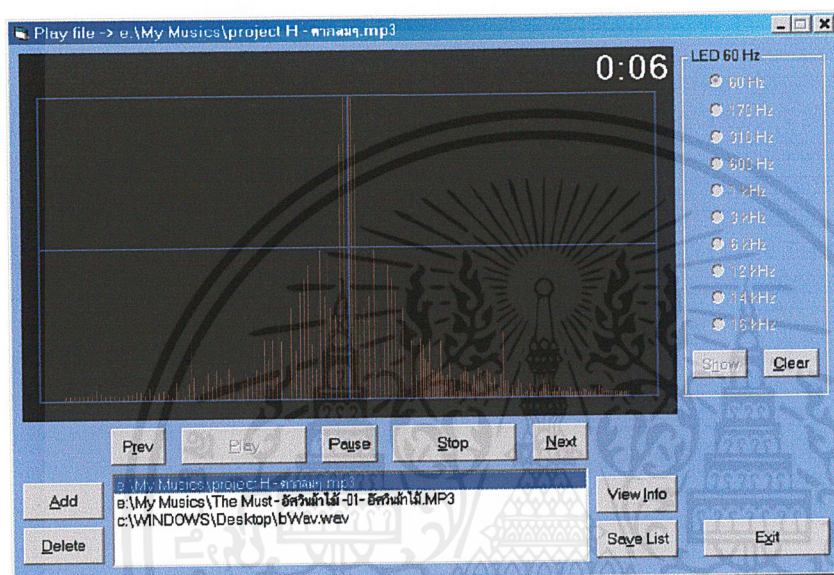 Play file -> e:\My Musics\project H - ตากลมๆ.mp3
0:06
LED 60 Hz
60 Hz
170 Hz
310 Hz
600 Hz
1 kHz
3 kHz
6 kHz
12 kHz
14 kHz
16 kHz
Show Clear
Prev Play Pause Stop Next
Add
Delete
e:\My Musics\project H - ตากลมๆ.mp3
e:\My Musics\The Must - อัศวินม้าไม้ -01- อัศวินม้าไม้.MP3
c:\WINDOWS\Desktop\bWav.wav
View Info
Save List
Exit